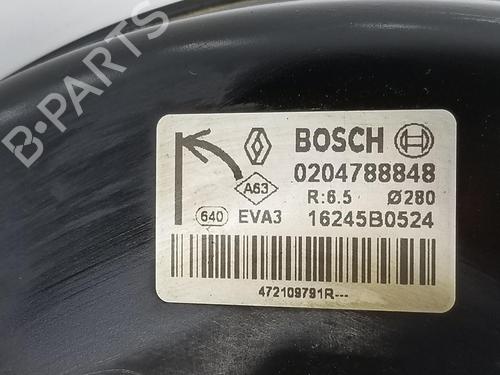 B-PARTS
BOSCH
0204788848
A63
R:6.5 Ø280
640 EVA3 16245B0524
472109791R---